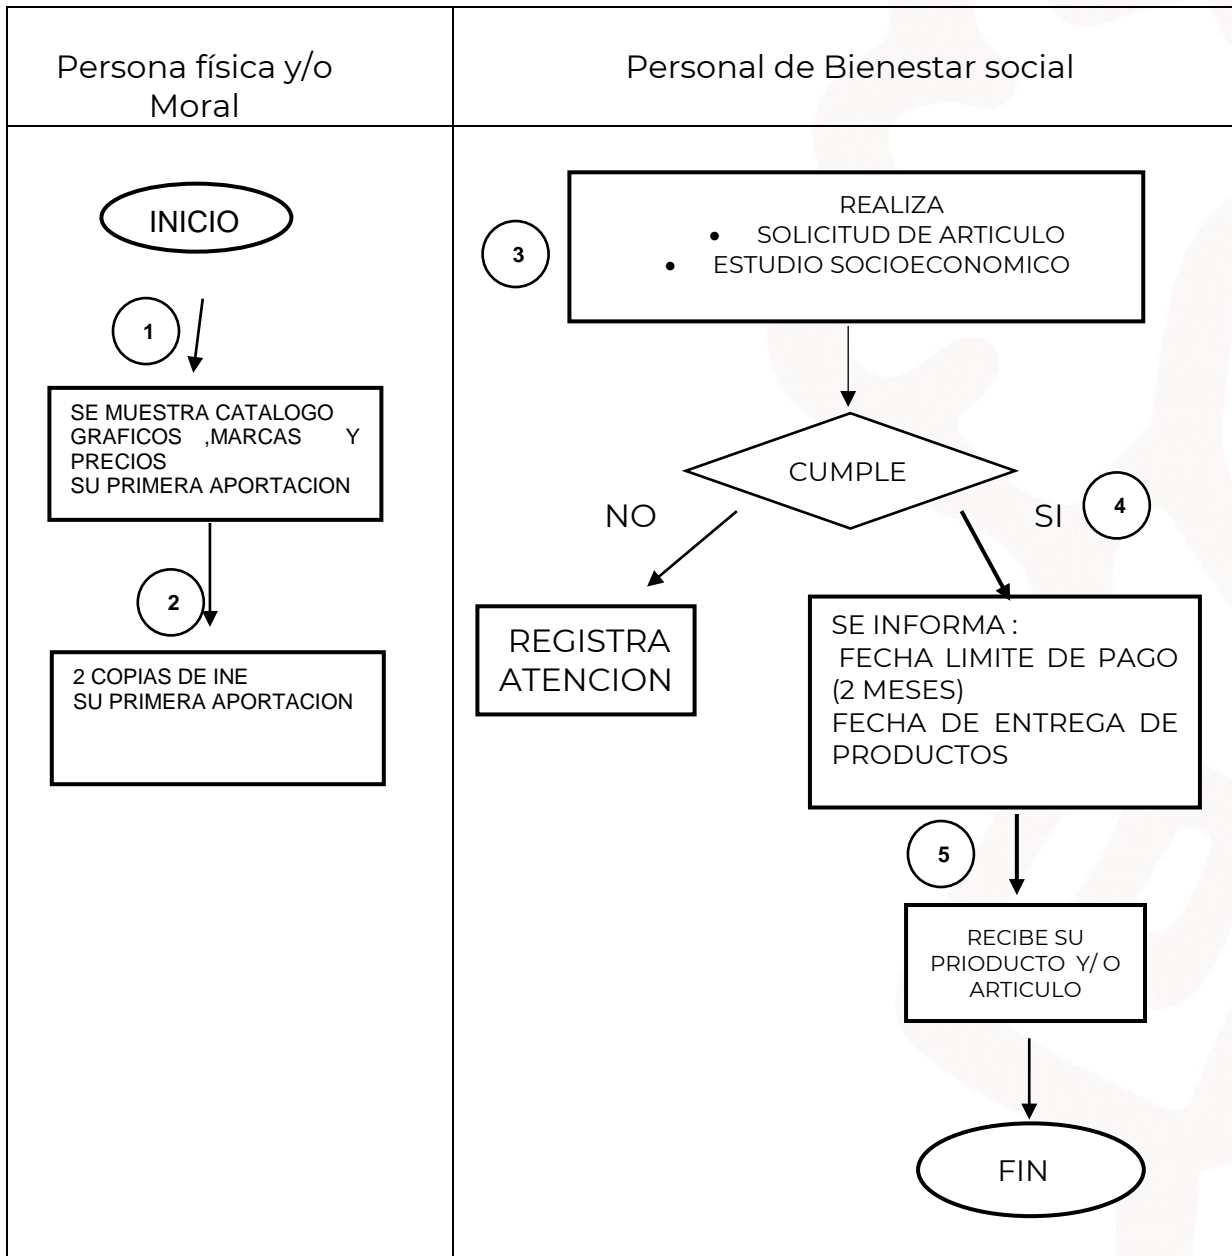 Persona física y/o
Moral
Personal de Bienestar social
INICIO
1
SE MUESTRA CATALOGO
GRAFICOS ,MARCAS Y
PRECIOS
SU PRIMERA APORTACION
2
2 COPIAS DE INE
SU PRIMERA APORTACION
3
REALIZA
• SOLICITUD DE ARTICULO
• ESTUDIO SOCIOECONOMICO
CUMPLE
NO
SI
4
REGISTRA
ATENCION
SE INFORMA :
FECHA LIMITE DE PAGO
(2 MESES)
FECHA DE ENTREGA DE
PRODUCTOS
5
RECIBE SU
PRIODUCTO Y/ O
ARTICULO
FIN